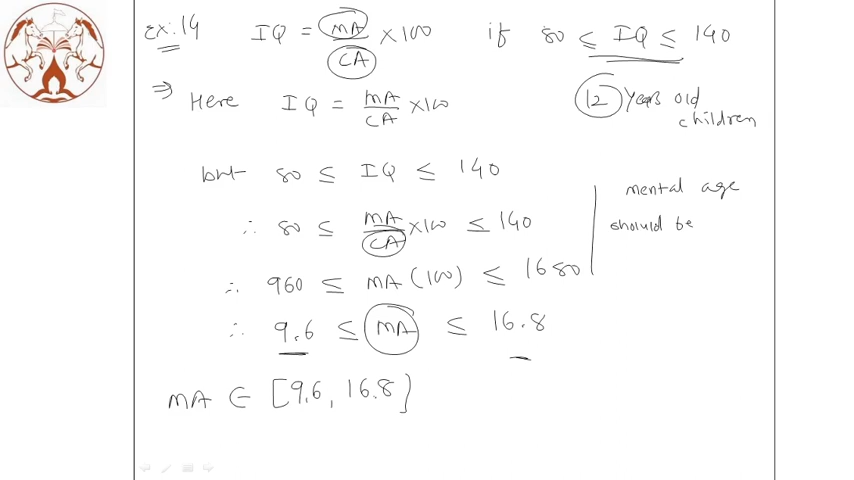 Ex:14 IQ = MA/CA ×100 if 80 ≤ IQ ≤ 140
⇒ Here IQ = MA/CA ×100
12 years old
children
but 80 ≤ IQ ≤ 140
mental age
should be
∴ 80 ≤ MA/CA ×100 ≤ 140
∴ 960 ≤ MA (100) ≤ 1680
∴ 9.6 ≤ MA ≤ 16.8
MA ∈ [9.6, 16.8]